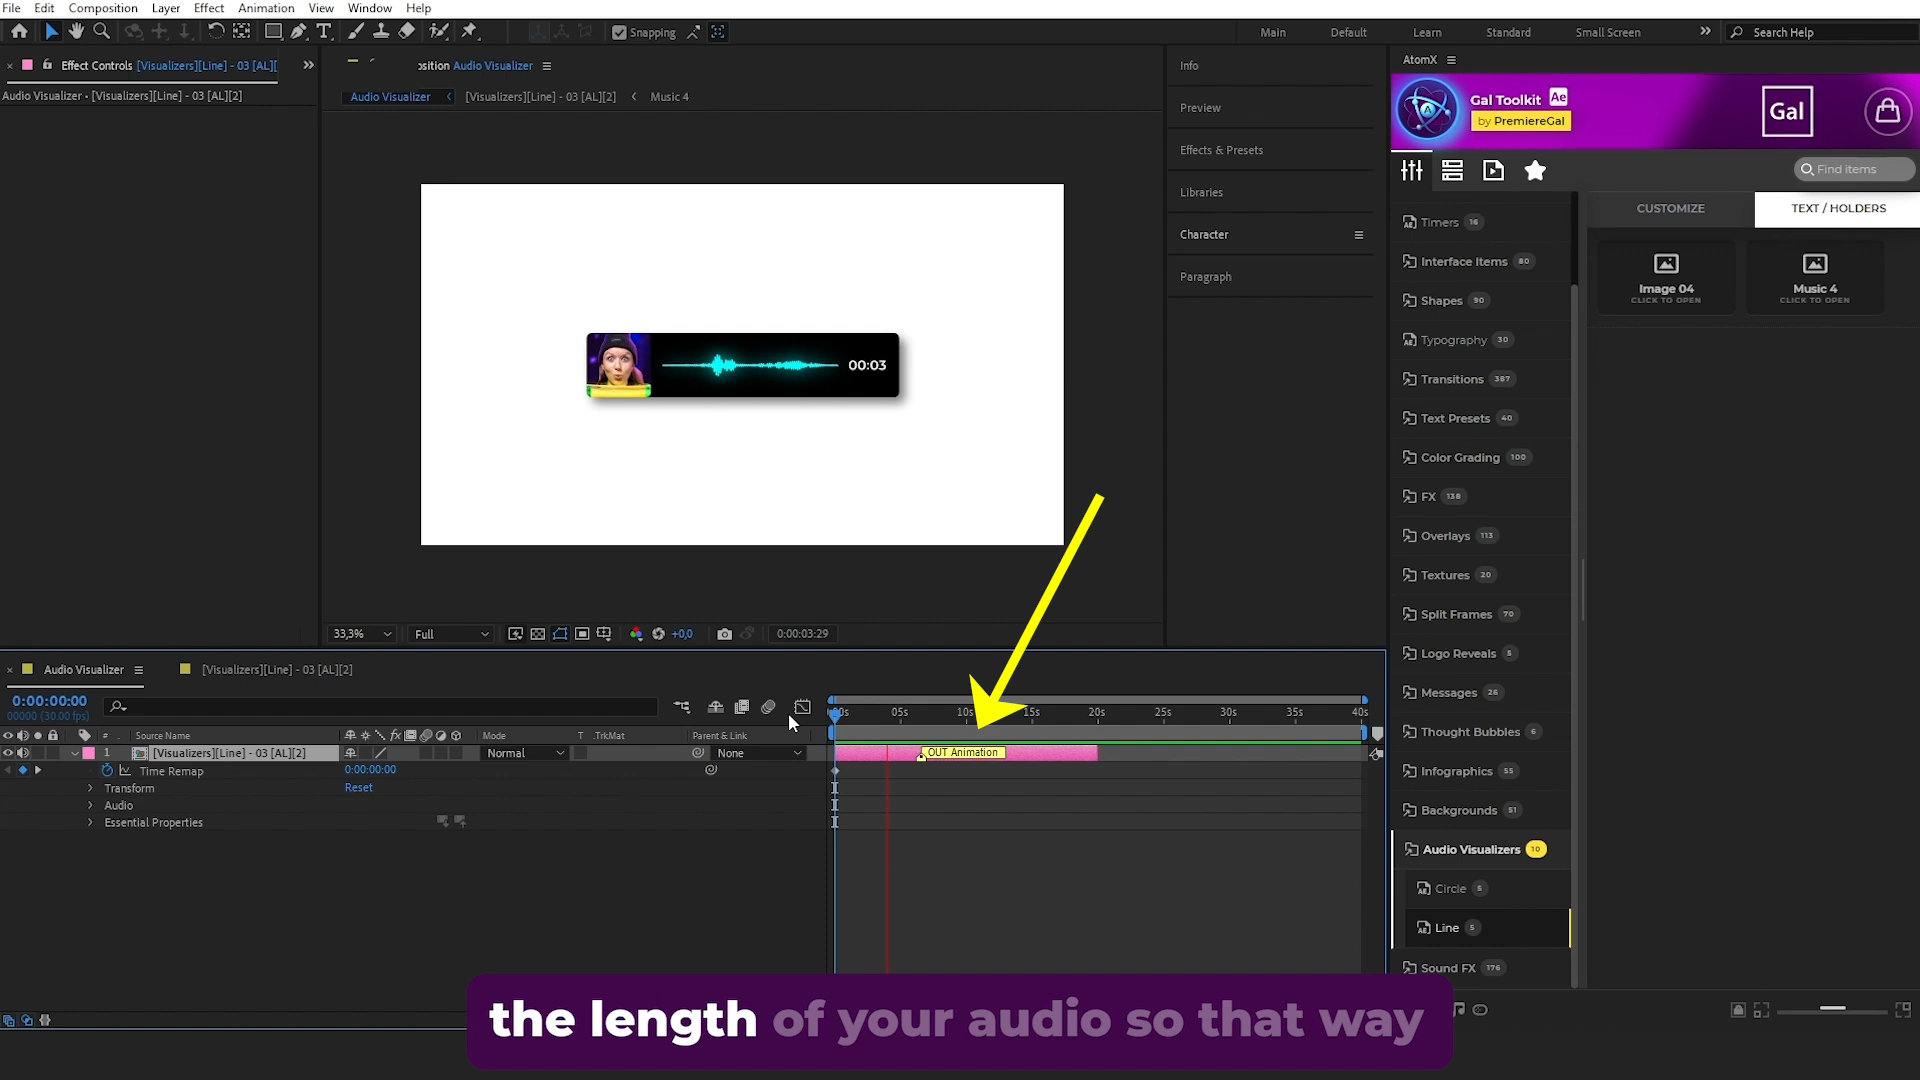 File Edit Composition Layer Effect Animation View Window Help
Snapping
Main Default Learn Standard Small Screen Search Help
Effect Controls [Visualizers][Line] - 03 [AL][
Audio Visualizer • [Visualizers][Line] - 03 [AL][2]
sition Audio Visualizer
Audio Visualizer [Visualizers][Line] - 03 [AL][2] Music 4
00:03
33,3% Full +0,0 0:00:03:29
Info
Preview
Effects & Presets
Libraries
Character
Paragraph
AtomX
Gal Toolkit Ae
by PremiereGal
Gal
Find items
CUSTOMIZE TEXT / HOLDERS
Image 04
CLICK TO OPEN
Music 4
CLICK TO OPEN
Timers 16
Interface Items 80
Shapes 90
Typography 30
Transitions 387
Text Presets 40
Color Grading 100
FX 138
Overlays 113
Textures 20
Split Frames 70
Logo Reveals 5
Messages 26
Thought Bubbles 6
Infographics 55
Backgrounds 51
Audio Visualizers 10
Circle 5
Line 5
Sound FX 176
Audio Visualizer [Visualizers][Line] - 03 [AL][2]
0:00:00:00
00000 (30.00 fps)
05s 10s 15s 20s 25s 30s 35s 40s
# Source Name Mode T .TrkMat Parent & Link
1 [Visualizers][Line] - 03 [AL][2] Normal None
OUT Animation
Time Remap 0:00:00:00
Transform Reset
Audio
Essential Properties
the length of your audio so that way